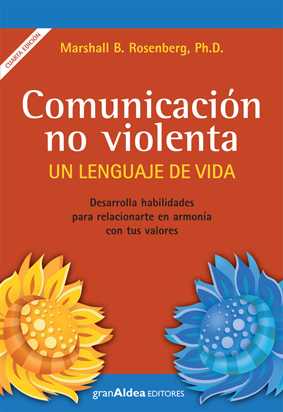 Marshall B. Rosenberg, Ph.D.
CUARTA EDICIÓN
Comunicación
no violenta
UN LENGUAJE DE VIDA
Desarrolla habilidades
para relacionarte en armonía
con tus valores
granAldea EDITORES